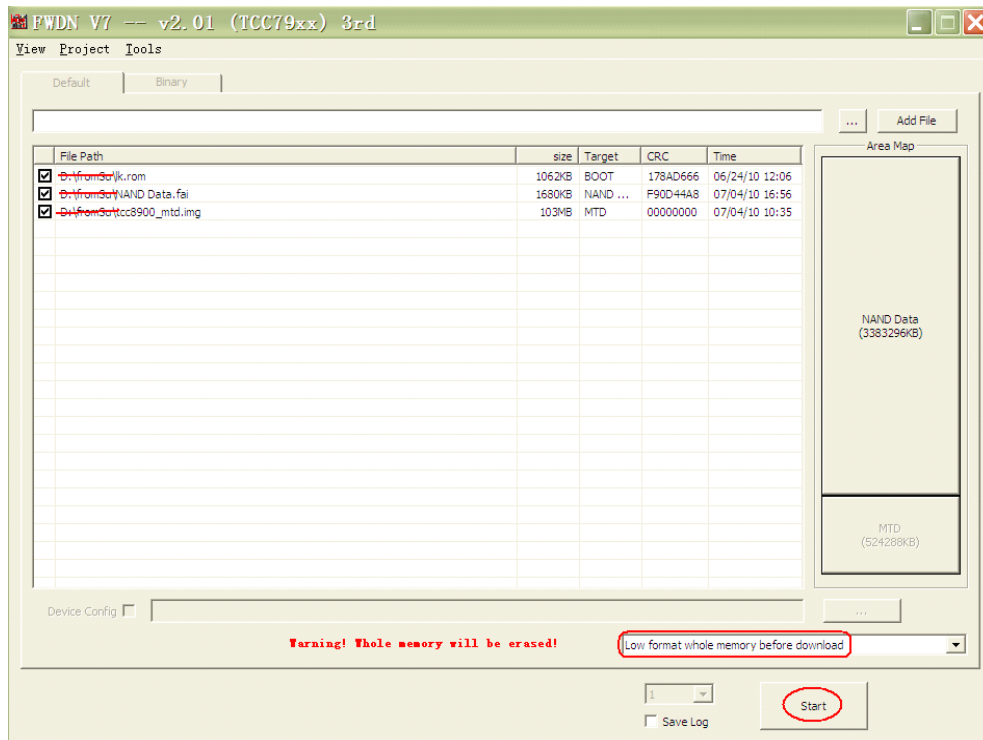 FWDN V7 -- v2.01 (TCC79xx) 3rd
View Project Tools
Default Binary
... Add File
File Path size Target CRC Time Area Map
D:\fromSu\lk.rom 1062KB BOOT 178AD666 06/24/10 12:06
D:\fromSu\NAND Data.fai 1680KB NAND ... F90D44A8 07/04/10 16:56
D:\fromSu\tcc8900_mtd.img 103MB MTD 00000000 07/04/10 10:35
NAND Data
(3383296KB)
MTD
(524288KB)
Device Config ...
Warning! Whole memory will be erased! Low format whole memory before download
1
Start
Save Log